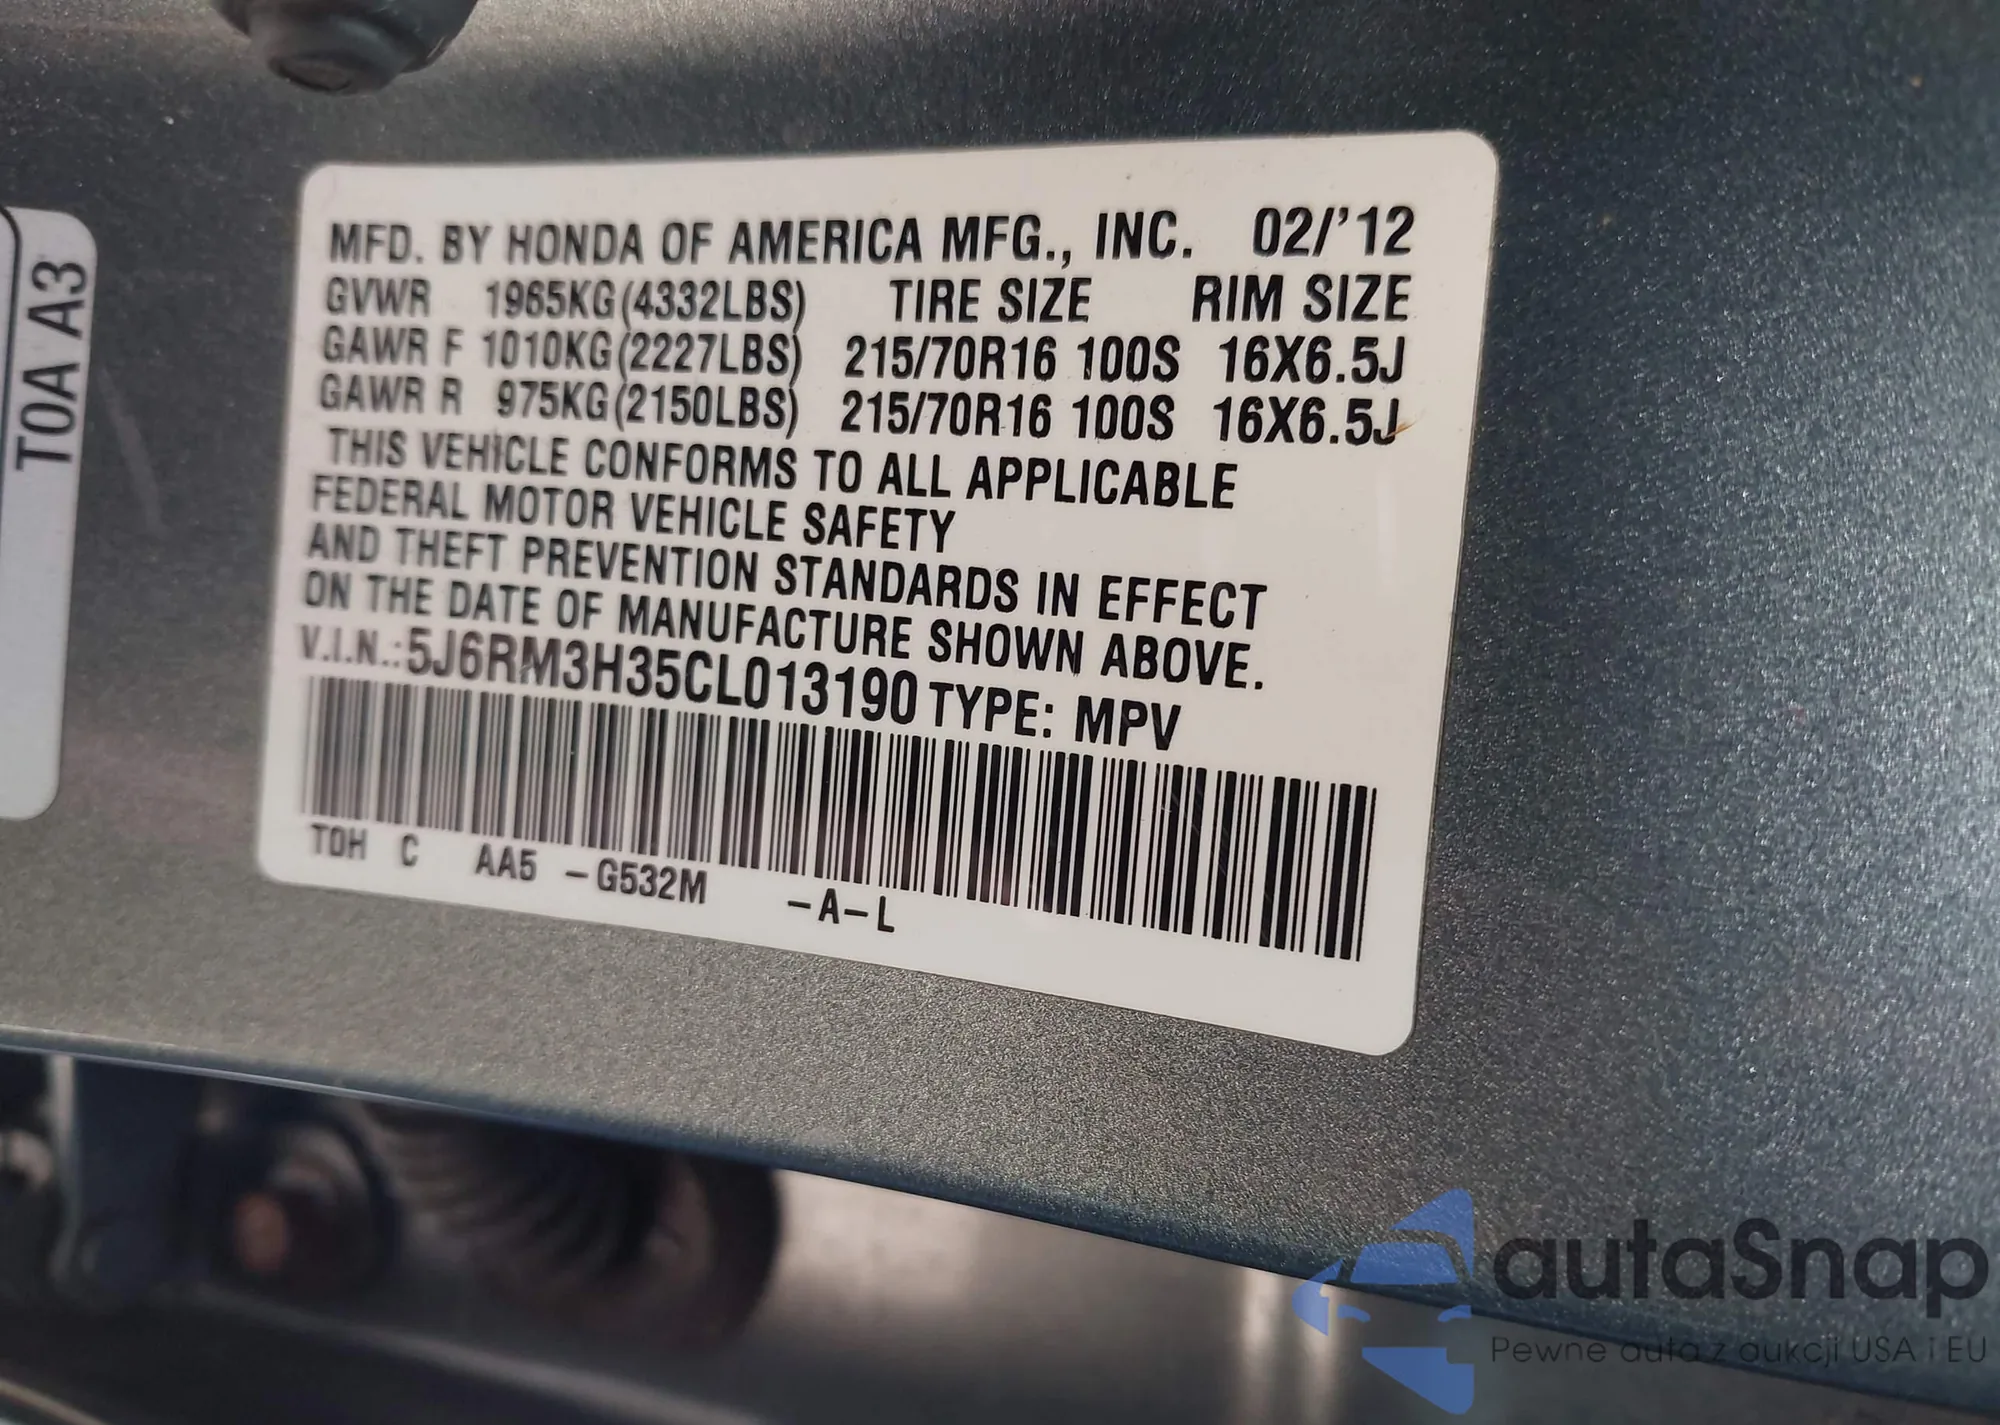 T0A A3
MFD. BY HONDA OF AMERICA MFG., INC. 02/'12
GVWR 1965KG(4332LBS) TIRE SIZE RIM SIZE
GAWR F 1010KG(2227LBS) 215/70R16 100S 16X6.5J
GAWR R 975KG(2150LBS) 215/70R16 100S 16X6.5J
THIS VEHICLE CONFORMS TO ALL APPLICABLE
FEDERAL MOTOR VEHICLE SAFETY
AND THEFT PREVENTION STANDARDS IN EFFECT
ON THE DATE OF MANUFACTURE SHOWN ABOVE.
V.I.N.:5J6RM3H35CL013190 TYPE: MPV
T0H C AA5 -G532M -A-L
autaSnap
Pewne auta z aukcji USA i EU